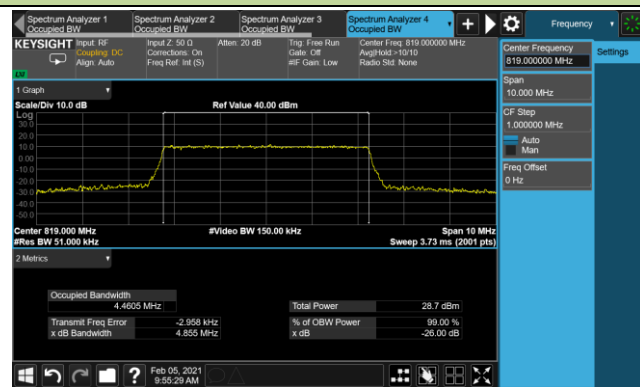 Spectrum Analyzer 1
Occupied BW
Spectrum Analyzer 2
Occupied BW
Spectrum Analyzer 3
Occupied BW
Spectrum Analyzer 4
Occupied BW
Frequency
KEYSIGHT
Input: RF
Coupling: DC
Align: Auto
Input Z: 50 Ω
Corrections: On
Freq Ref: Int (S)
Atten: 20 dB
Trig: Free Run
Gate: Off
#IF Gain: Low
Center Freq: 819.000000 MHz
Avg|Hold:>10/10
Radio Std: None
Center Frequency
819.000000 MHz
Settings
Span
10.000 MHz
CF Step
1.000000 MHz
Auto
Man
Freq Offset
0 Hz
1 Graph
Scale/Div 10.0 dB
Ref Value 40.00 dBm
Log
30.0
20.0
10.0
0.00
-10.0
-20.0
-30.0
-40.0
-50.0
Center 819.000 MHz
#Video BW 150.00 kHz
Span 10 MHz
#Res BW 51.000 kHz
Sweep 3.73 ms (2001 pts)
2 Metrics
Occupied Bandwidth
4.4605 MHz
Total Power 28.7 dBm
Transmit Freq Error -2.958 kHz
% of OBW Power 99.00 %
x dB Bandwidth 4.855 MHz
x dB -26.00 dB
Feb 05, 2021
9:55:29 AM